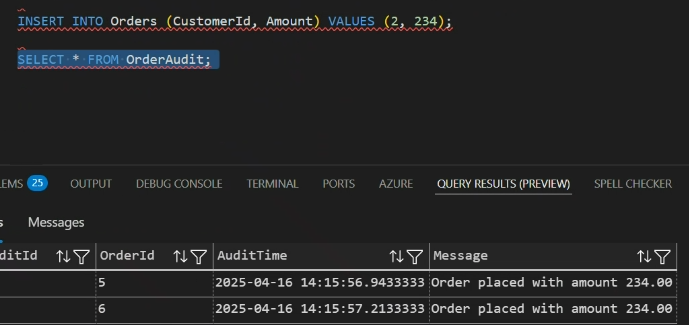 INSERT INTO Orders (CustomerId, Amount) VALUES (2, 234);
SELECT * FROM OrderAudit;
LEMS 25 OUTPUT DEBUG CONSOLE TERMINAL PORTS AZURE QUERY RESULTS (PREVIEW) SPELL CHECKER
s Messages
ditId OrderId AuditTime Message
5 2025-04-16 14:15:56.9433333 Order placed with amount 234.00
6 2025-04-16 14:15:57.2133333 Order placed with amount 234.00